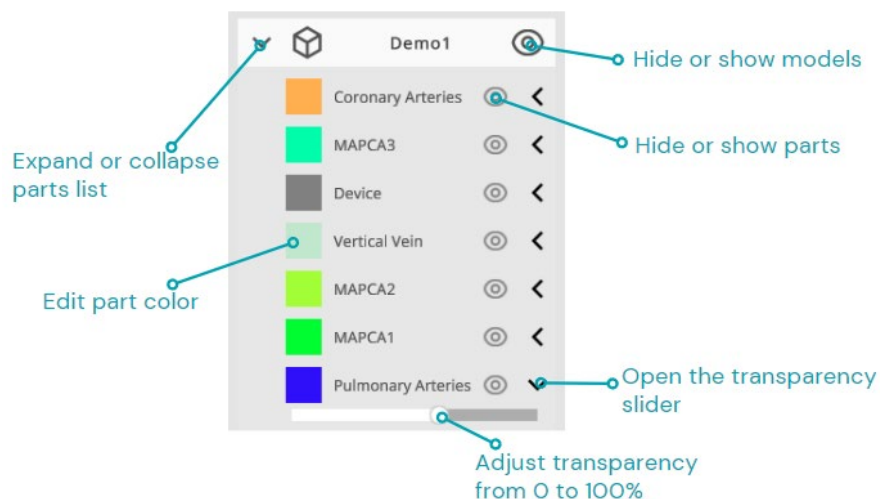 Demo1
Hide or show models
Coronary Arteries
Hide or show parts
MAPCA3
Expand or collapse
parts list
Device
Vertical Vein
Edit part color
MAPCA2
MAPCA1
Pulmonary Arteries
Open the transparency
slider
Adjust transparency
from 0 to 100%